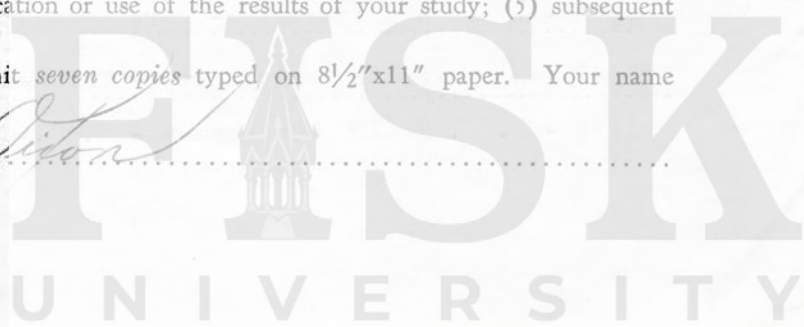 cation or use of the results of your study; (5) subsequent
it seven copies typed on 8½"x11" paper. Your name
FISK
UNIVERSITY